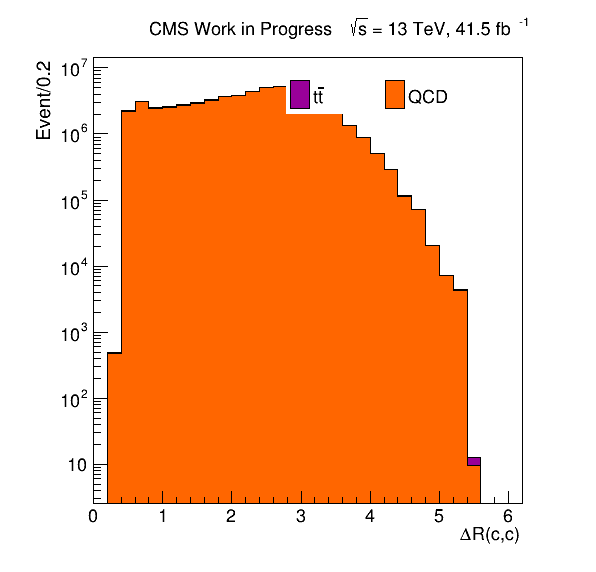 CMS Work in Progress √s = 13 TeV, 41.5 fb⁻¹
Event/0.2
10⁷
10⁶
10⁵
10⁴
10³
10²
10
tt̄
QCD
0 1 2 3 4 5 6
ΔR(c,c)